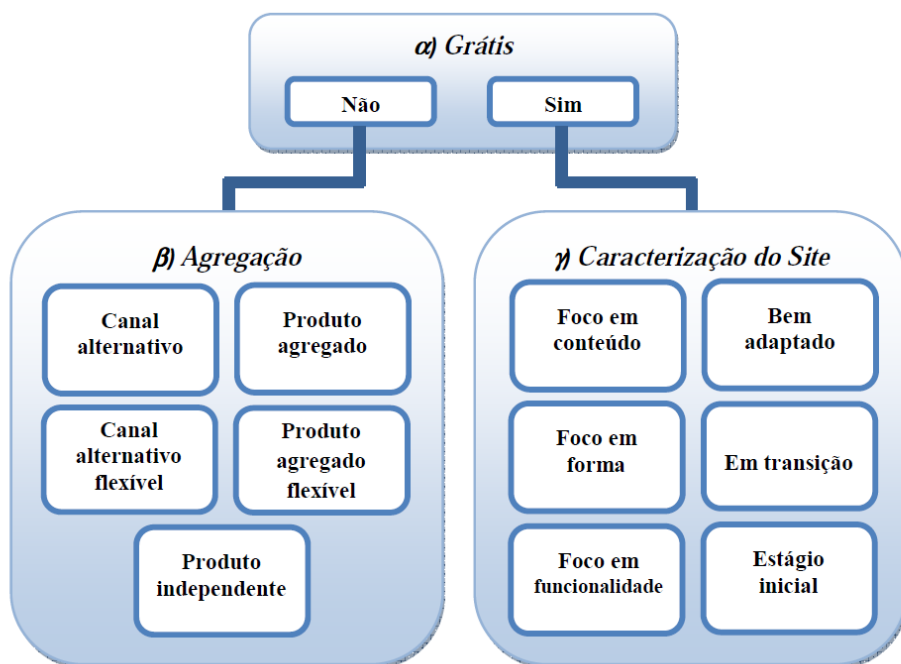 α) Grátis
Não
Sim
β) Agregação
Canal
alternativo
Produto
agregado
Canal
alternativo
flexível
Produto
agregado
flexível
Produto
independente
γ) Caracterização do Site
Foco em
conteúdo
Bem
adaptado
Foco em
forma
Em transição
Foco em
funcionalidade
Estágio
inicial